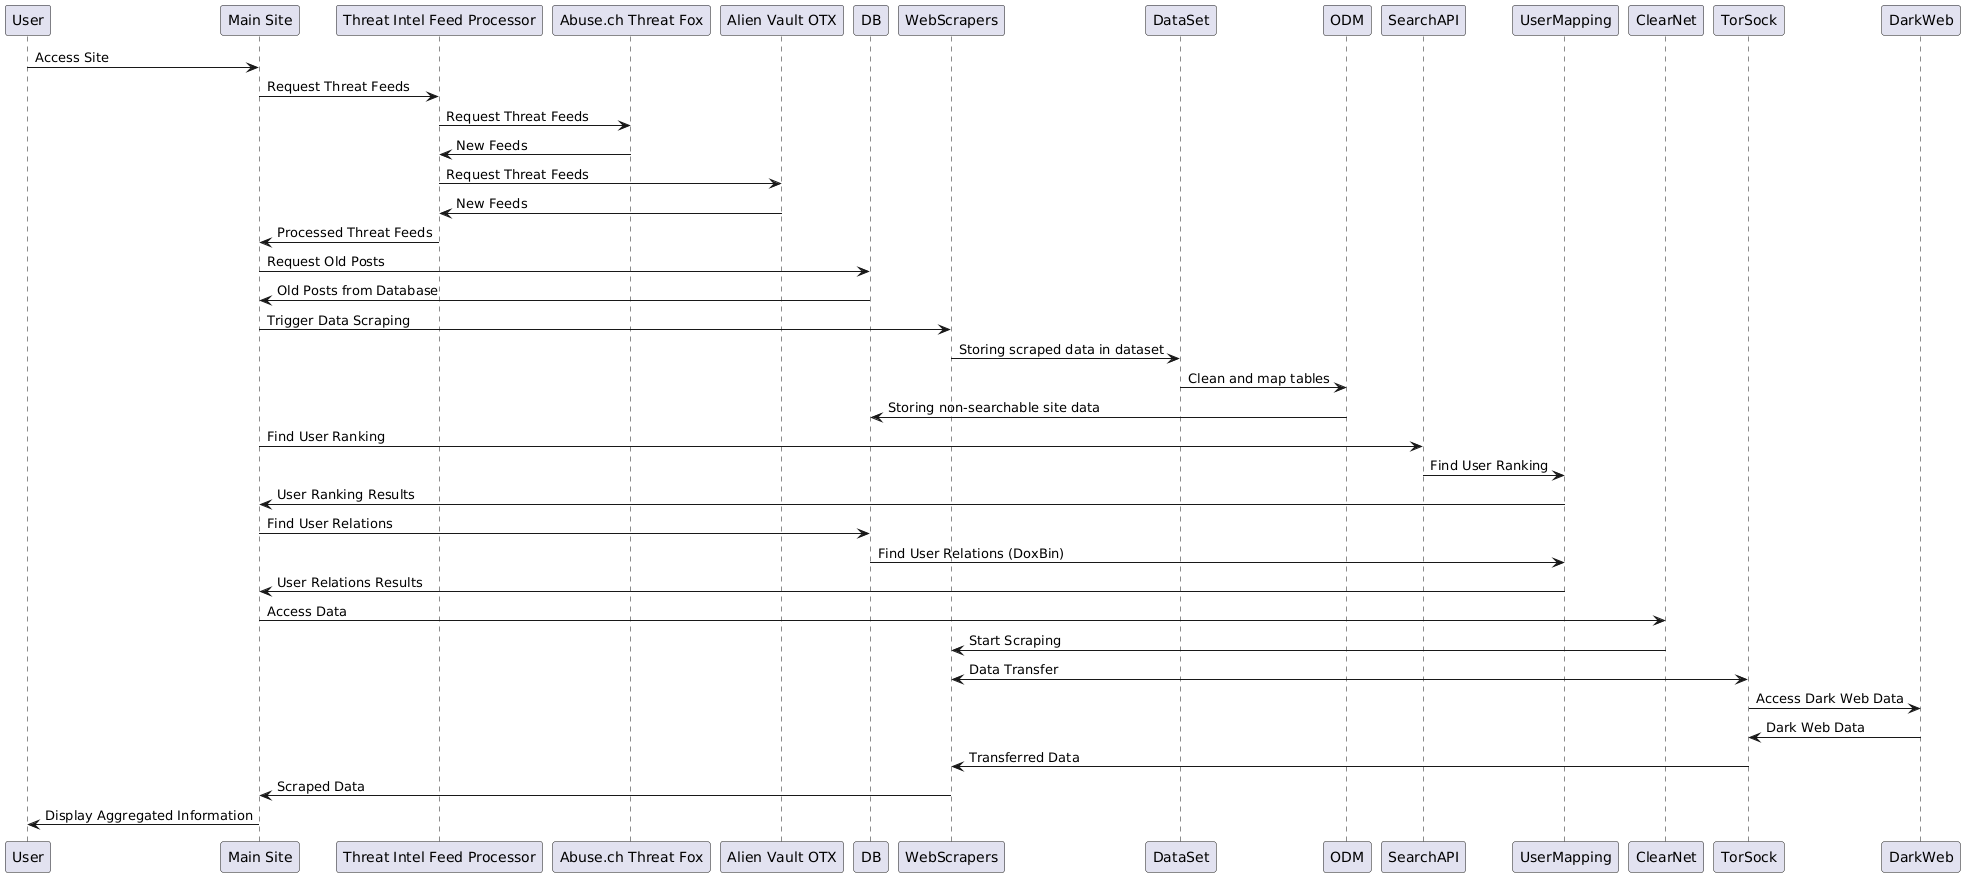 User Main Site Threat Intel Feed Processor Abuse.ch Threat Fox Alien Vault OTX DB WebScrapers DataSet ODM SearchAPI UserMapping ClearNet TorSock DarkWeb
Access Site
Request Threat Feeds
Request Threat Feeds
New Feeds
Request Threat Feeds
New Feeds
Processed Threat Feeds
Request Old Posts
Old Posts from Database
Trigger Data Scraping
Storing scraped data in dataset
Clean and map tables
Storing non-searchable site data
Find User Ranking
Find User Ranking
User Ranking Results
Find User Relations
Find User Relations (DoxBin)
User Relations Results
Access Data
Start Scraping
Data Transfer
Access Dark Web Data
Dark Web Data
Transferred Data
Scraped Data
Display Aggregated Information
User Main Site Threat Intel Feed Processor Abuse.ch Threat Fox Alien Vault OTX DB WebScrapers DataSet ODM SearchAPI UserMapping ClearNet TorSock DarkWeb